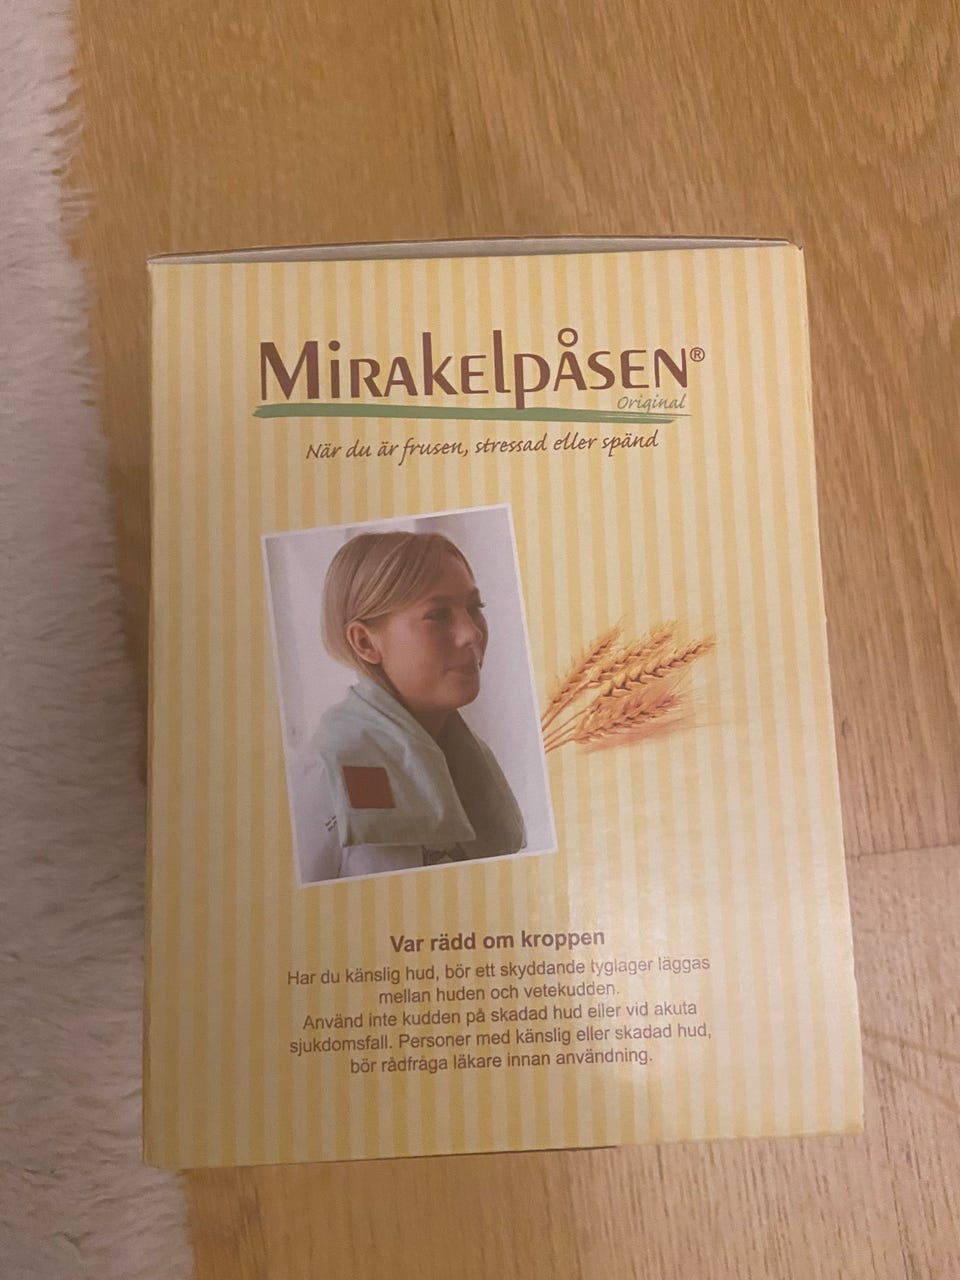 Mirakelpåsen®
Original
När du är frusen, stressad eller spänd
Var rädd om kroppen
Har du känslig hud, bör ett skyddande tyglager läggas
mellan huden och vetekudden.
Använd inte kudden på skadad hud eller vid akuta
sjukdomsfall. Personer med känslig eller skadad hud,
bör rådfråga läkare innan användning.